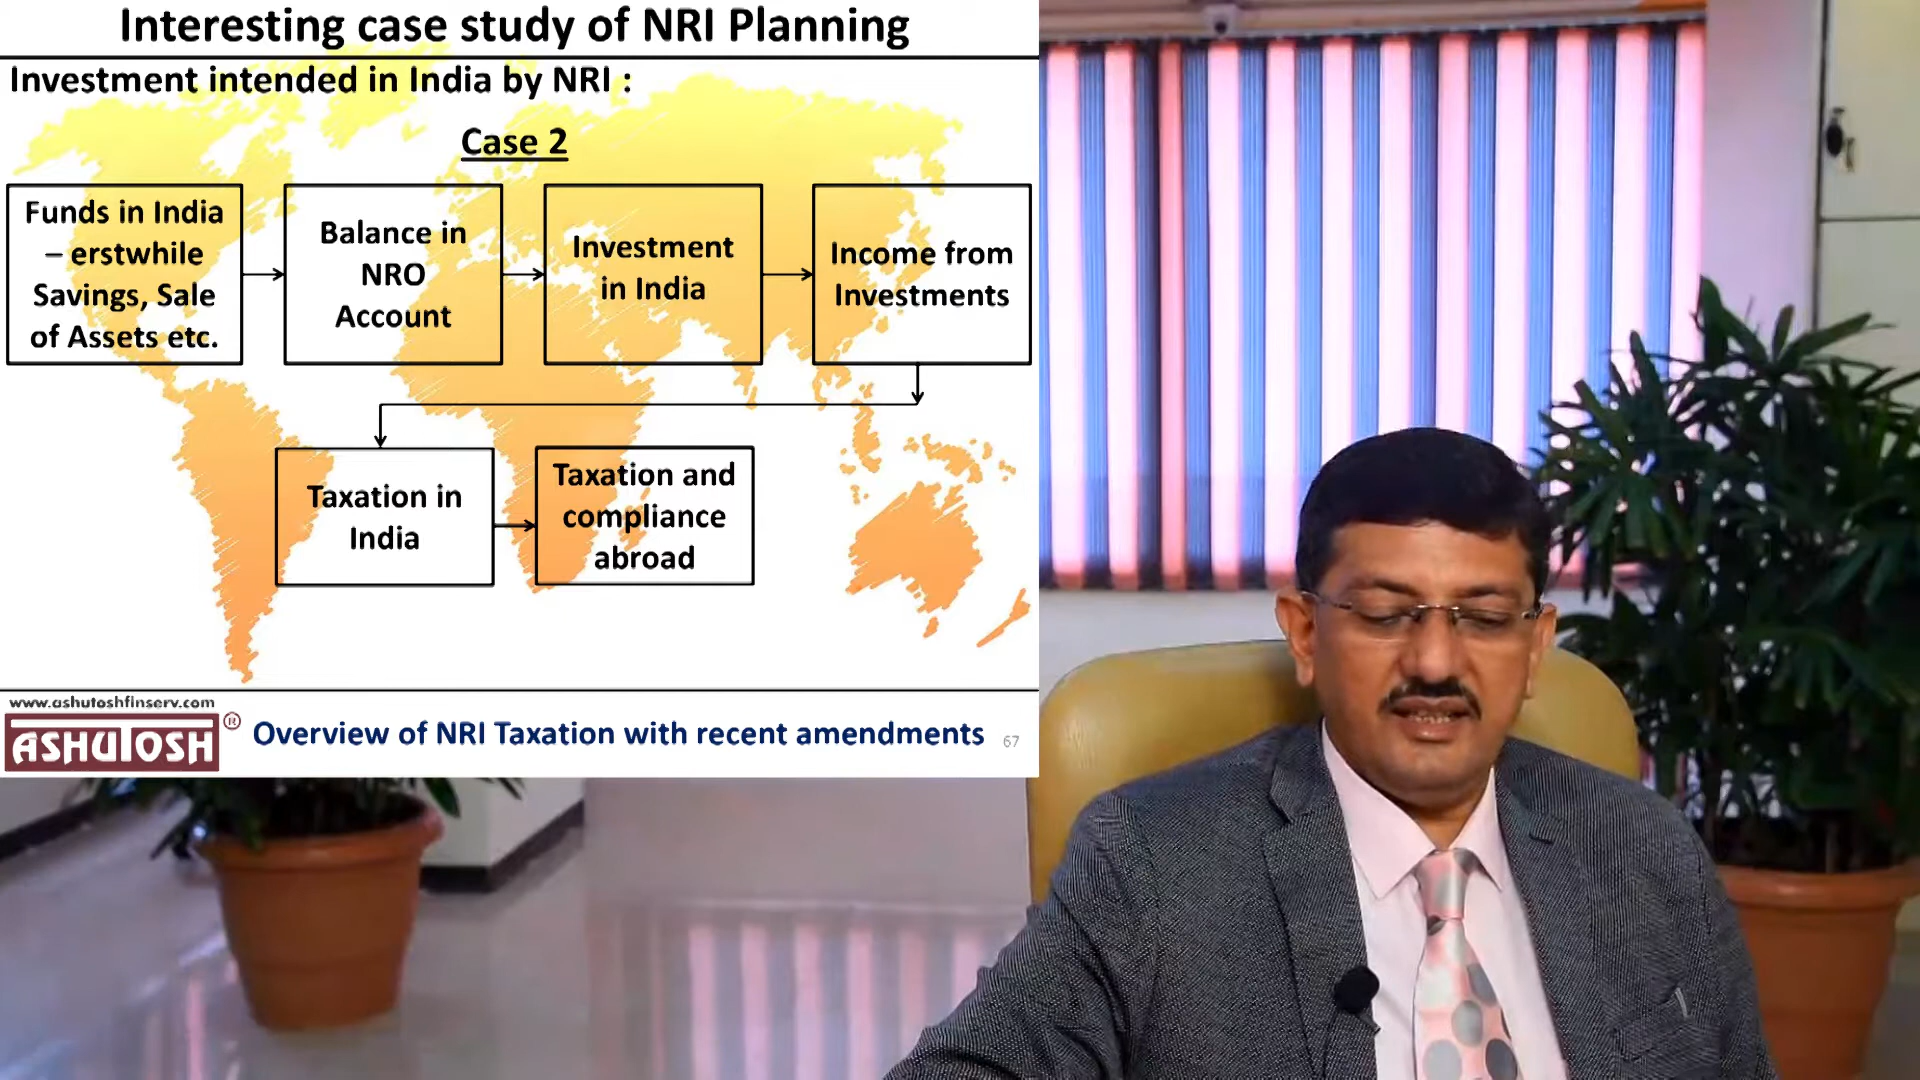 Interesting case study of NRI Planning
Investment intended in India by NRI :
Case 2
Funds in India
– erstwhile
Savings, Sale
of Assets etc.
Balance in
NRO
Account
Investment
in India
Income from
Investments
Taxation in
India
Taxation and
compliance
abroad
www.ashutoshfinserv.com
ASHUTOSH ®
Overview of NRI Taxation with recent amendments
67